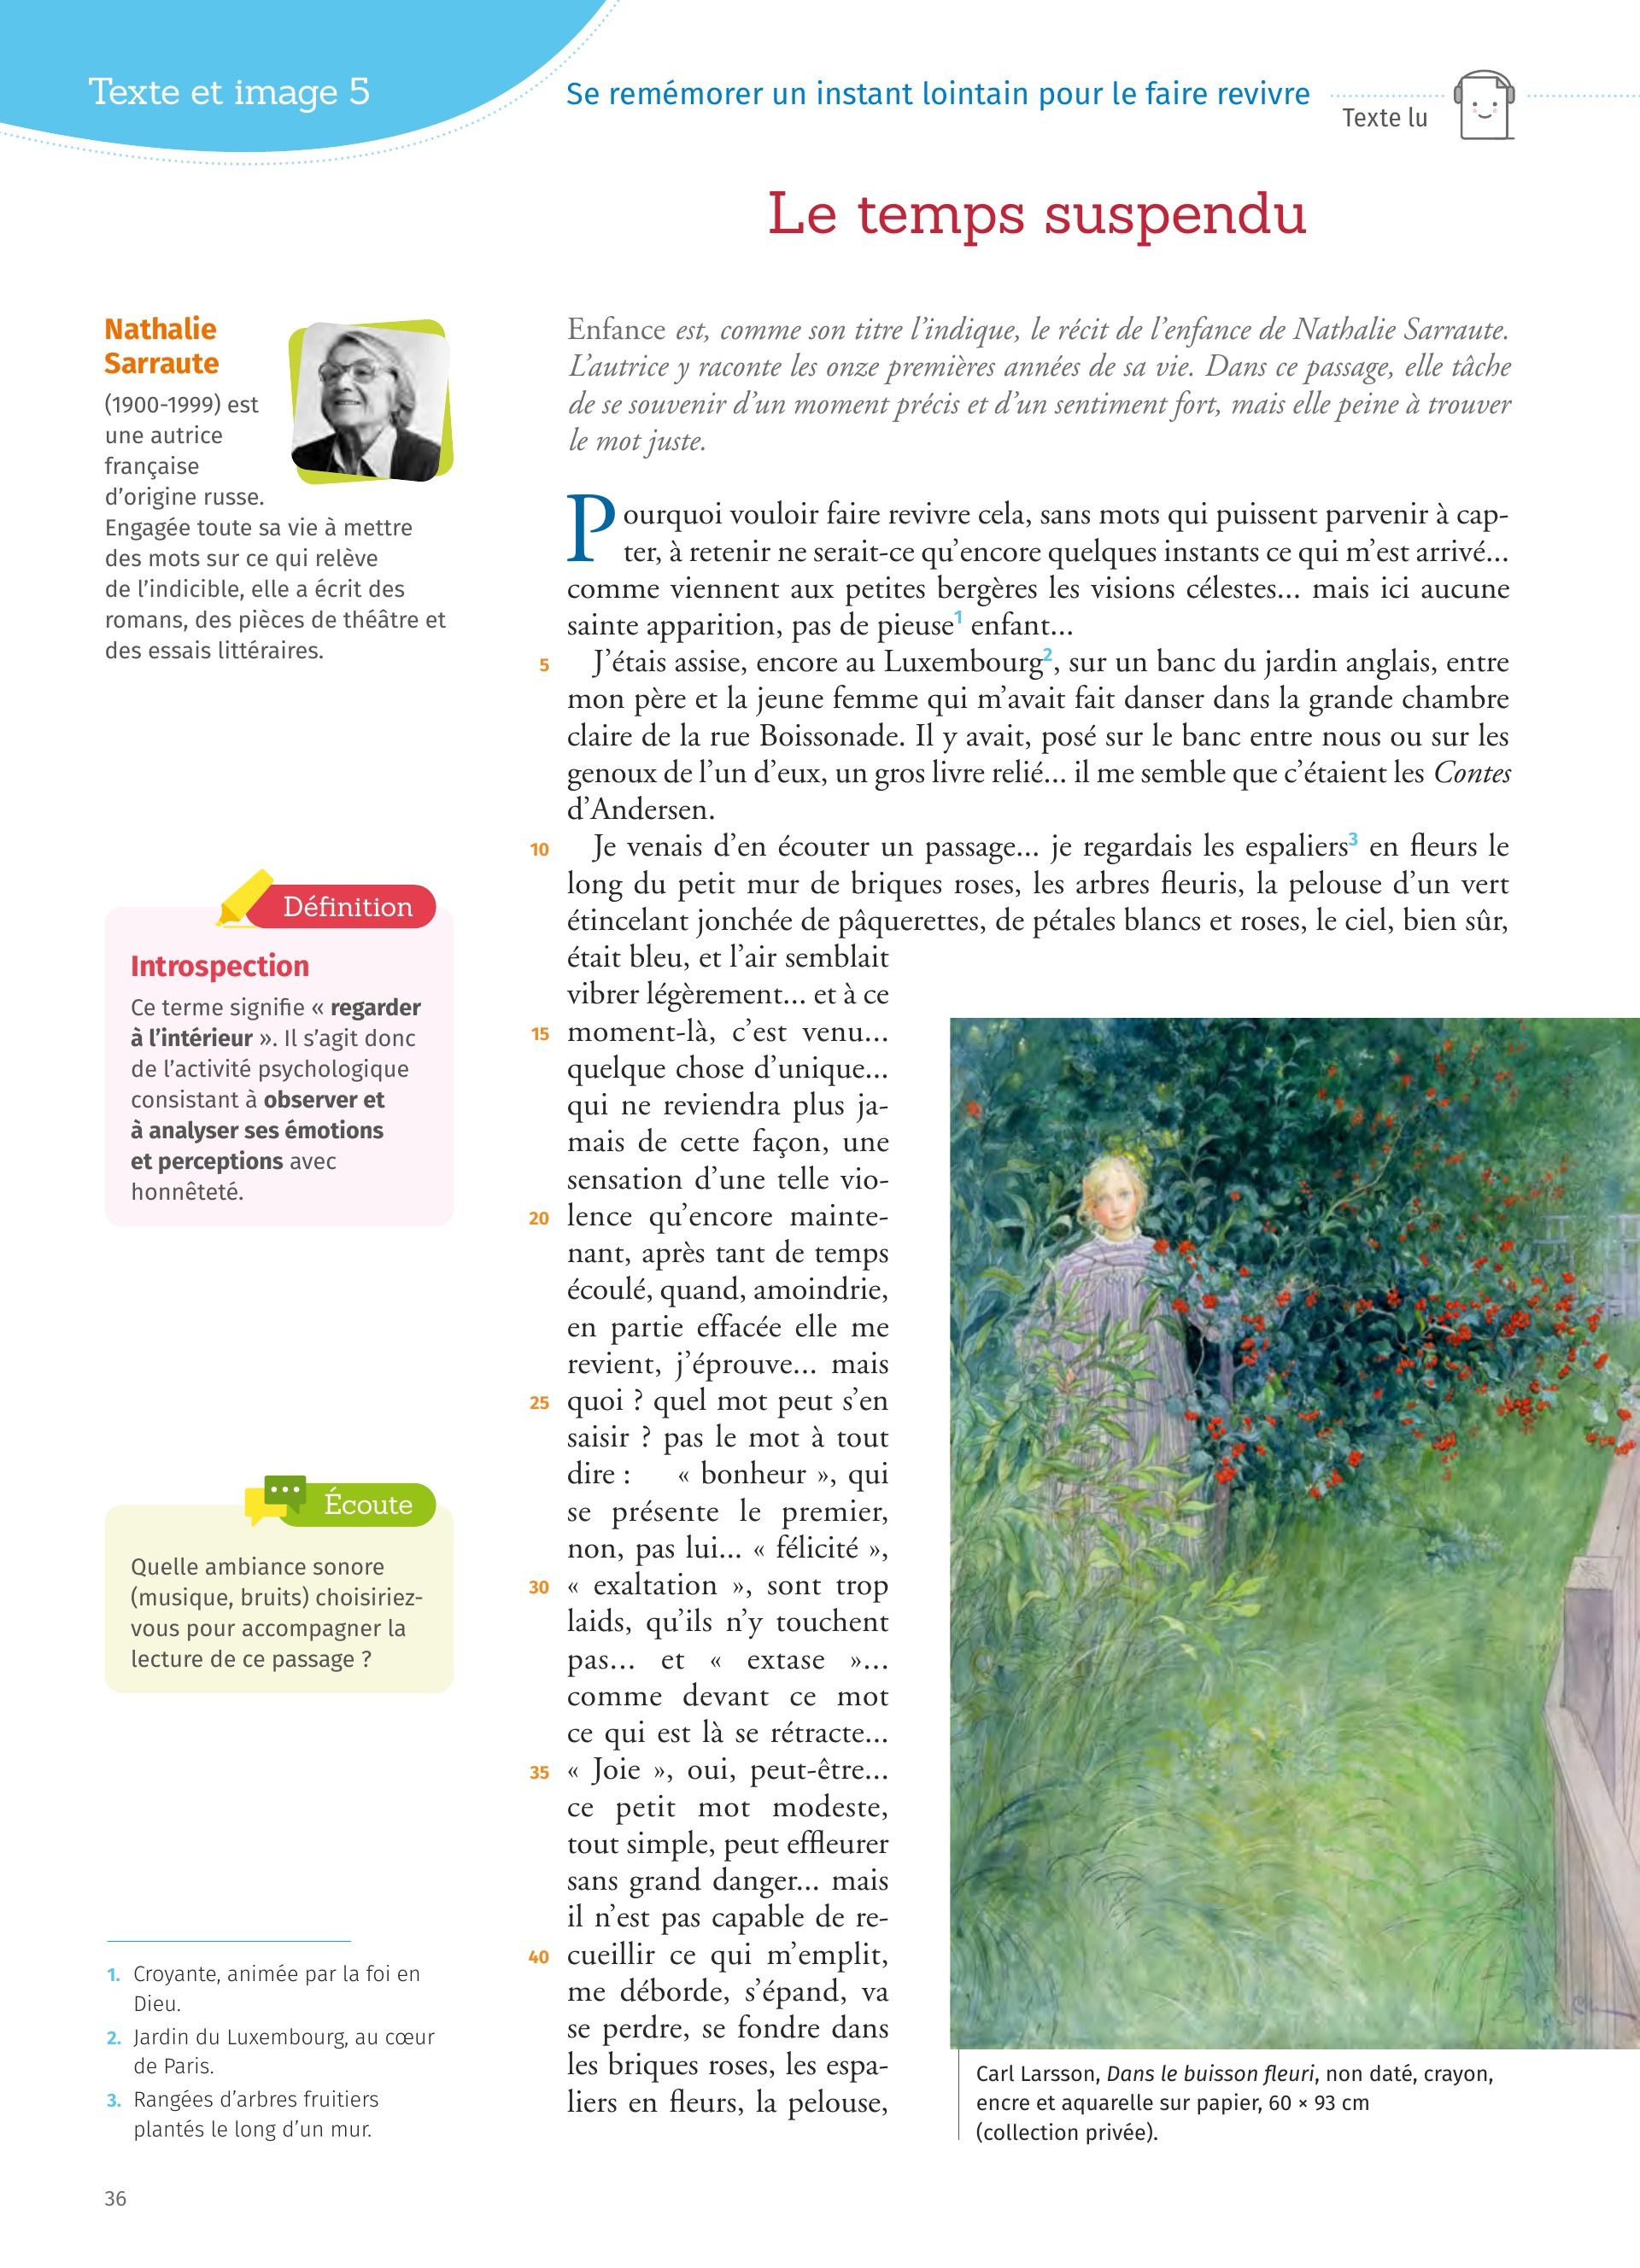 Texte et image 5
Se remémorer un instant lointain pour le faire revivre
Texte lu
Le temps suspendu
Nathalie
Sarraute
(1900-1999) est
une autrice
française
d’origine russe.
Engagée toute sa vie à mettre
des mots sur ce qui relève
de l’indicible, elle a écrit des
romans, des pièces de théâtre et
des essais littéraires.
Définition
Introspection
Ce terme signifie « regarder
à l’intérieur ». Il s’agit donc
de l’activité psychologique
consistant à observer et
à analyser ses émotions
et perceptions avec
honnêteté.
Écoute
Quelle ambiance sonore
(musique, bruits) choisiriez-
vous pour accompagner la
lecture de ce passage ?
Enfance est, comme son titre l’indique, le récit de l’enfance de Nathalie Sarraute.
L’autrice y raconte les onze premières années de sa vie. Dans ce passage, elle tâche
de se souvenir d’un moment précis et d’un sentiment fort, mais elle peine à trouver
le mot juste.
Pourquoi vouloir faire revivre cela, sans mots qui puissent parvenir à cap-
ter, à retenir ne serait-ce qu’encore quelques instants ce qui m’est arrivé...
comme viennent aux petites bergères les visions célestes... mais ici aucune
sainte apparition, pas de pieuse1 enfant...
5 J’étais assise, encore au Luxembourg2, sur un banc du jardin anglais, entre
mon père et la jeune femme qui m’avait fait danser dans la grande chambre
claire de la rue Boissonade. Il y avait, posé sur le banc entre nous ou sur les
genoux de l’un d’eux, un gros livre relié... il me semble que c’étaient les Contes
d’Andersen.
10 Je venais d’en écouter un passage... je regardais les espaliers3 en fleurs le
long du petit mur de briques roses, les arbres fleuris, la pelouse d’un vert
étincelant jonchée de pâquerettes, de pétales blancs et roses, le ciel, bien sûr,
était bleu, et l’air semblait
vibrer légèrement... et à ce
15 moment-là, c’est venu...
quelque chose d’unique...
qui ne reviendra plus ja-
mais de cette façon, une
sensation d’une telle vio-
20 lence qu’encore mainte-
nant, après tant de temps
écoulé, quand, amoindrie,
en partie effacée elle me
revient, j’éprouve... mais
25 quoi ? quel mot peut s’en
saisir ? pas le mot à tout
dire : « bonheur », qui
se présente le premier,
non, pas lui... « félicité »,
30 « exaltation », sont trop
laids, qu’ils n’y touchent
pas... et « extase »...
comme devant ce mot
ce qui est là se rétracte...
35 « Joie », oui, peut-être...
ce petit mot modeste,
tout simple, peut effleurer
sans grand danger... mais
il n’est pas capable de re-
40 cueillir ce qui m’emplit,
me déborde, s’épand, va
se perdre, se fondre dans
les briques roses, les espa-
liers en fleurs, la pelouse,
Carl Larsson, Dans le buisson fleuri, non daté, crayon,
encre et aquarelle sur papier, 60 × 93 cm
(collection privée).
1. Croyante, animée par la foi en
Dieu.
2. Jardin du Luxembourg, au cœur
de Paris.
3. Rangées d’arbres fruitiers
plantés le long d’un mur.
36